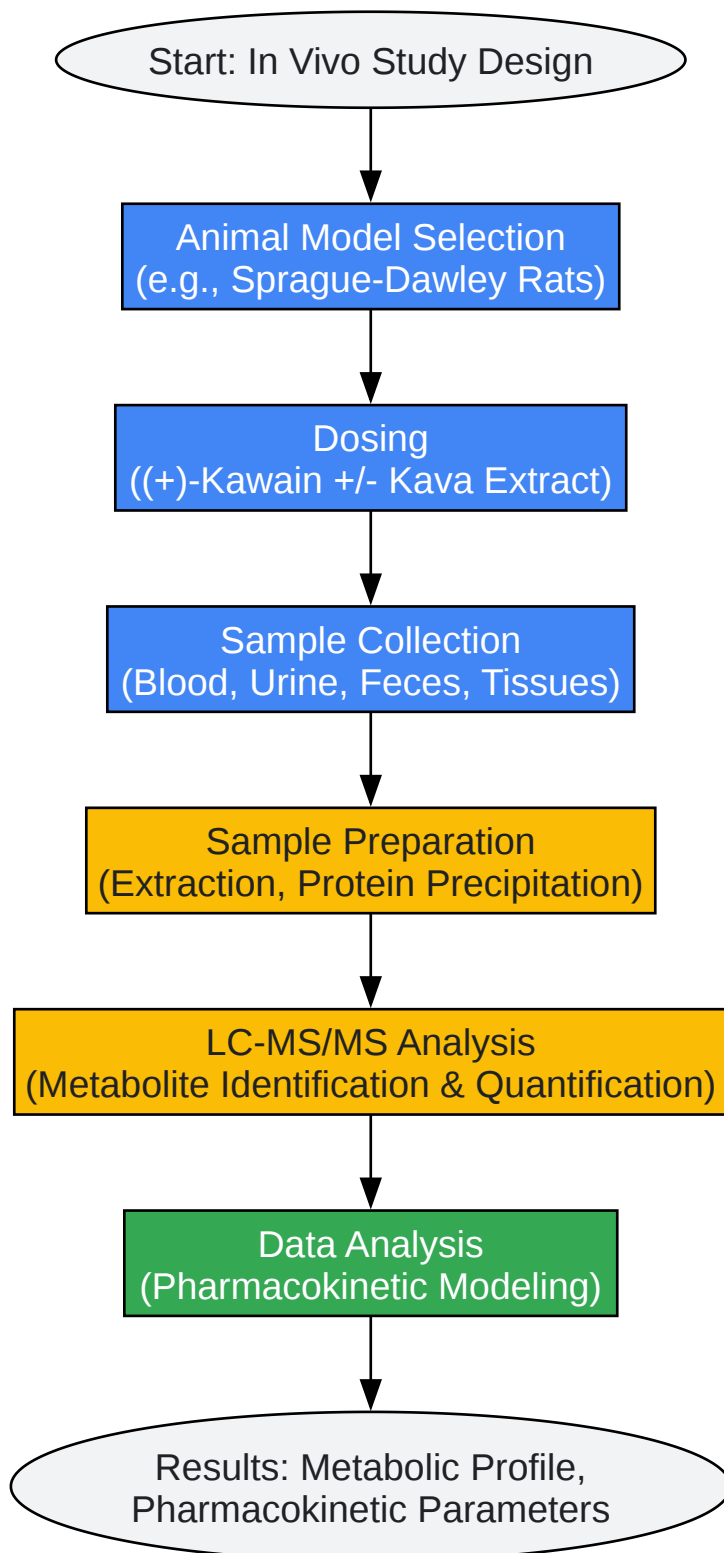 Start: In Vivo Study Design
Animal Model Selection
(e.g., Sprague-Dawley Rats)
Dosing
((+)-Kawain +/- Kava Extract)
Sample Collection
(Blood, Urine, Feces, Tissues)
Sample Preparation
(Extraction, Protein Precipitation)
LC-MS/MS Analysis
(Metabolite Identification & Quantification)
Data Analysis
(Pharmacokinetic Modeling)
Results: Metabolic Profile,
Pharmacokinetic Parameters